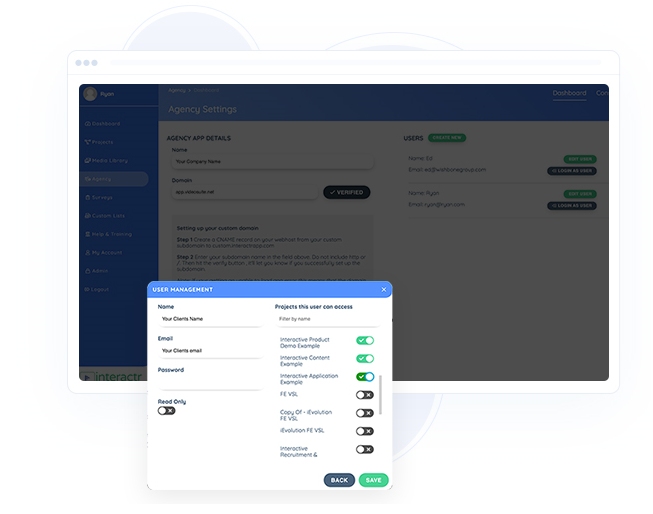 Ryan
Agency > Dashboard
Dashboard
Agency Settings
Dashboard
Projects
Media Library
Agency
Surveys
Custom Lists
Help & Training
My Account
Admin
Logout
interactr
AGENCY APP DETAILS
Name
Your Company Name
Domain
VERIFIED
Setting up your custom domain
Step 1 Create a CNAME record on your webhost from your custom
subdomain to custom.interactrapp.com
Step 2 Enter your subdomain name in the field above. Do not include http or
/. Then hit the verify button , it'll let you know if you successfully set up the
subdomain.
USERS
CREATE NEW
Name: Ed
EDIT USER
Email: ed@wishbonegroup.com
LOGIN AS USER
Name: Ryan
EDIT USER
Email: ryan@ryan.com
LOGIN AS USER
USER MANAGEMENT
Name
Your Clients Name
Email
Your Clients email
Password
Read Only
Projects this user can access
Filter by name
Interactive Product
Demo Example
Interactive Content
Example
Interactive Application
Example
FE VSL
Copy Of - iEvolution
FE VSL
iEvolution FE VSL
Interactive
Recruitment &
BACK
SAVE